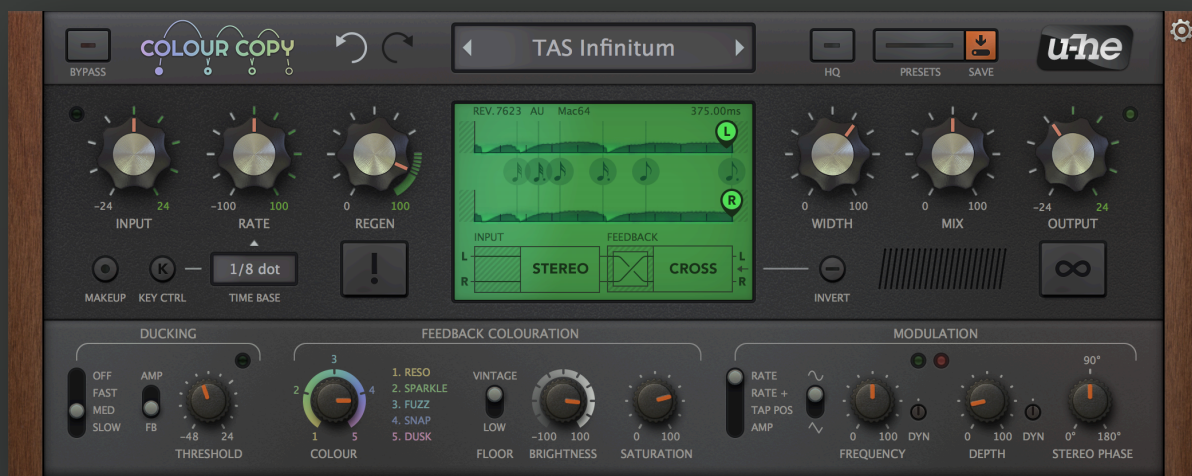 COLOUR COPY
TAS Infinitum
u-he
BYPASS
HQ
PRESETS
SAVE
REV.7623 AU Mac64 375.00ms
L
R
-24 24
INPUT
-100 100
RATE
0 100
REGEN
0 100
WIDTH
0 100
MIX
-24 24
OUTPUT
INPUT
FEEDBACK
L
R
STEREO
CROSS
L
R
K
1/8 dot
!
∞
MAKEUP
KEY CTRL
TIME BASE
INVERT
DUCKING
FEEDBACK COLOURATION
MODULATION
OFF
FAST
MED
SLOW
AMP
FB
-48 24
THRESHOLD
1
2
3
4
5
COLOUR
1. RESO
2. SPARKLE
3. FUZZ
4. SNAP
5. DUSK
VINTAGE
LOW
FLOOR
-100 100
BRIGHTNESS
0 100
SATURATION
RATE
RATE +
TAP POS
AMP
0 100
FREQUENCY
DYN
0 100
DEPTH
DYN
90°
0° 180°
STEREO PHASE